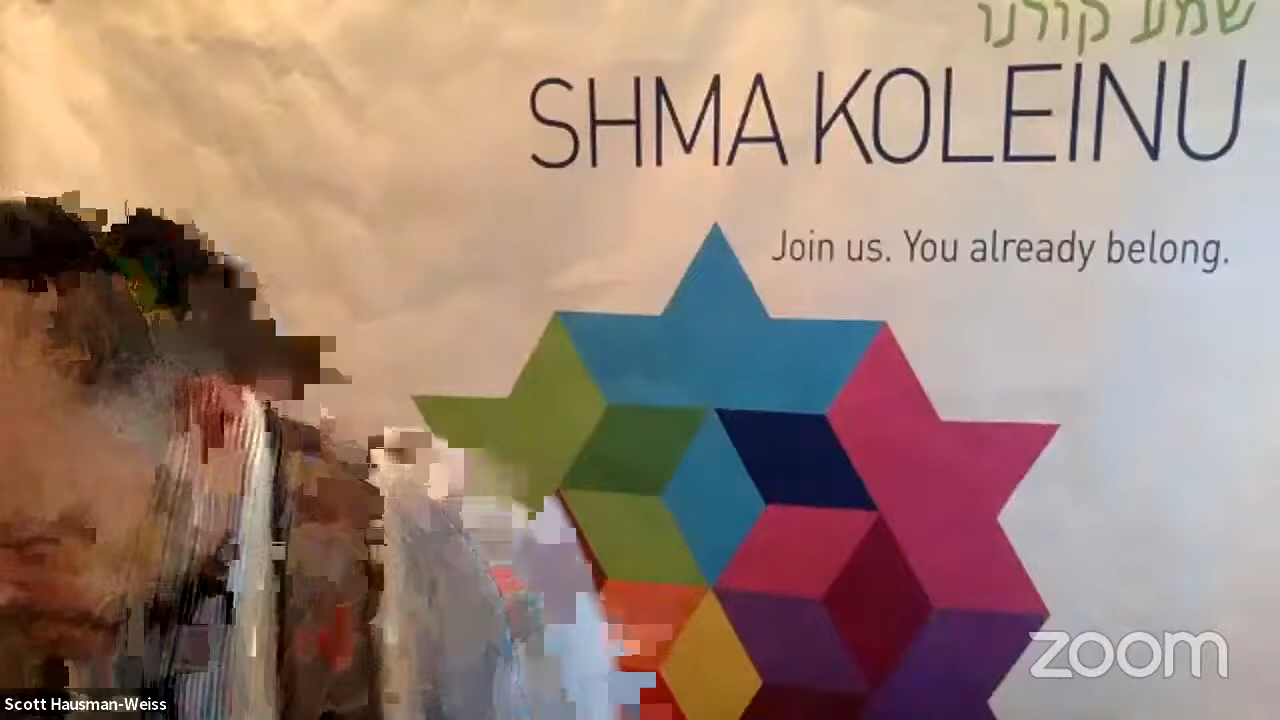 שמע קולנו
SHMA KOLEINU
Join us. You already belong.
zoom
Scott Hausman-Weiss